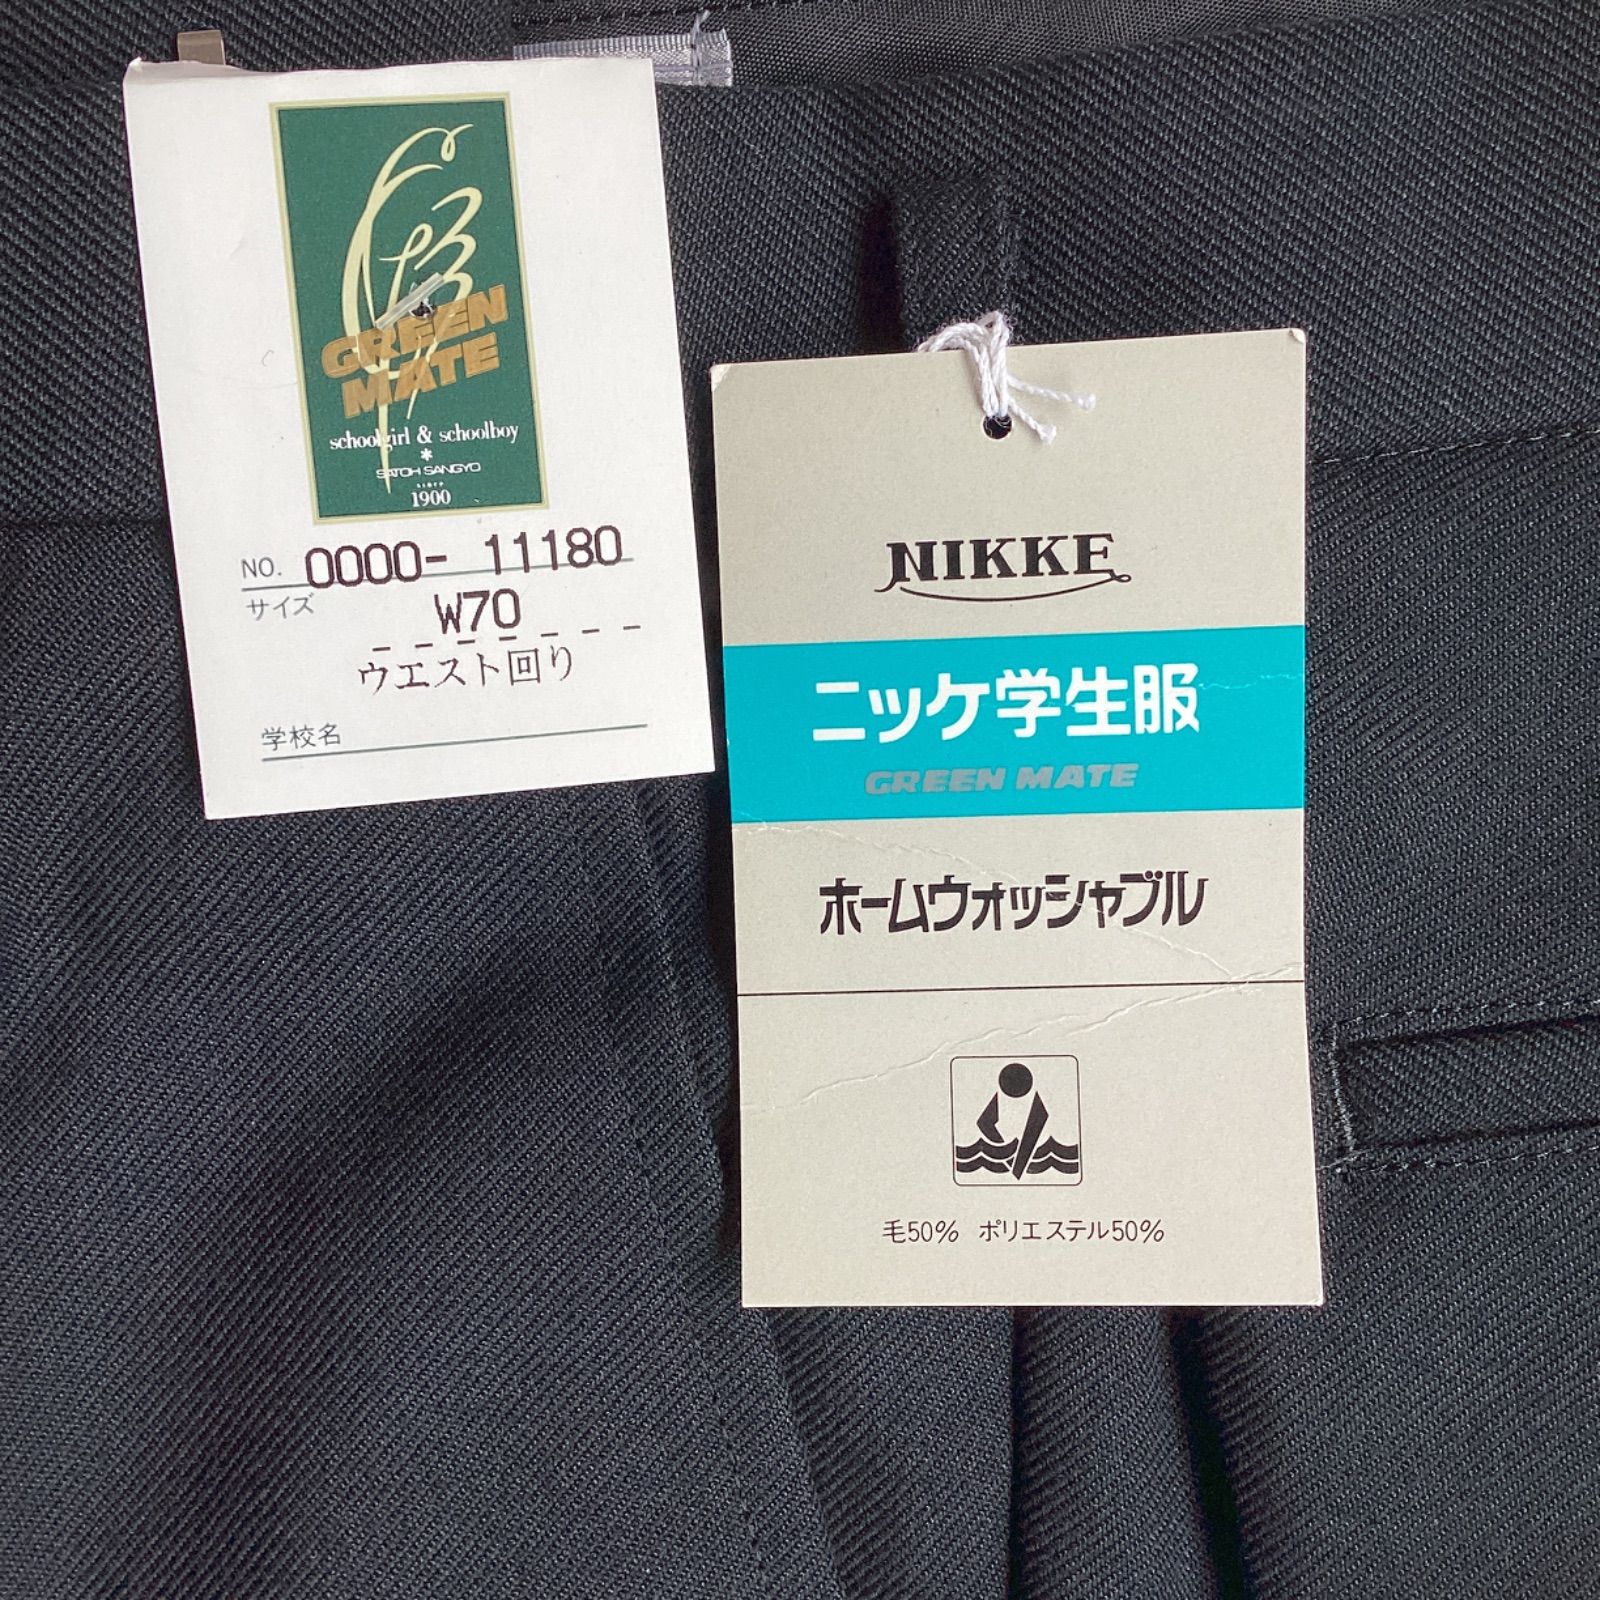 GREEN
MATE
schoolgirl & schoolboy
SATOH SANGYO
since
1900
NO. 0000- 11180
サイズ W70
ウエスト回り
学校名
NIKKE
ニッケ学生服
GREEN MATE
ホームウォッシャブル
毛50% ポリエステル50%